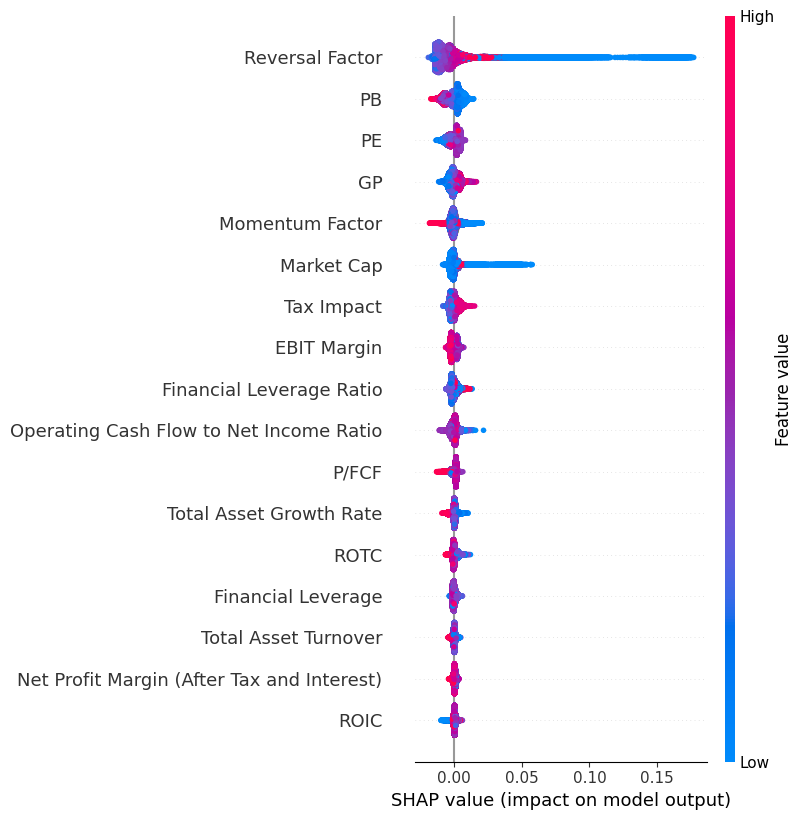 High
Reversal Factor
PB
PE
GP
Momentum Factor
Market Cap
Tax Impact
EBIT Margin
Financial Leverage Ratio
Operating Cash Flow to Net Income Ratio
P/FCF
Total Asset Growth Rate
ROTC
Financial Leverage
Total Asset Turnover
Net Profit Margin (After Tax and Interest)
ROIC
Feature value
Low
0.00 0.05 0.10 0.15
SHAP value (impact on model output)